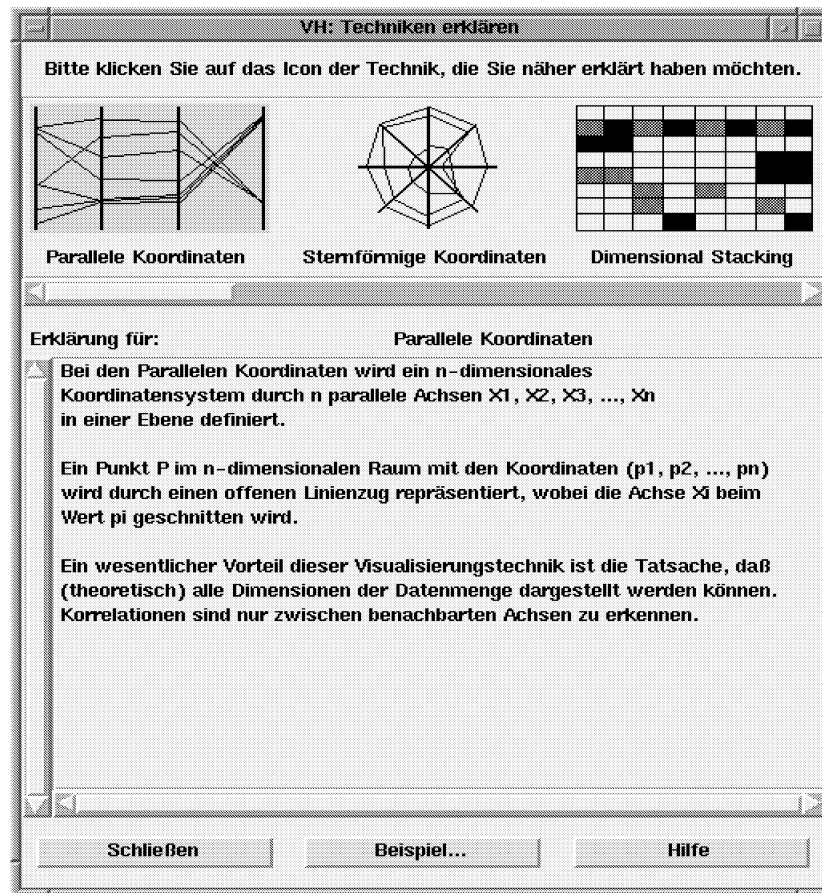 VH: Techniken erklären
Bitte klicken Sie auf das Icon der Technik, die Sie näher erklärt haben möchten.
Parallele Koordinaten
Sternförmige Koordinaten
Dimensional Stacking
Erklärung für:
Parallele Koordinaten
Bei den Parallelen Koordinaten wird ein n-dimensionales
Koordinatensystem durch n parallele Achsen X1, X2, X3, ..., Xn
in einer Ebene definiert.
Ein Punkt P im n-dimensionalen Raum mit den Koordinaten (p1, p2, ..., pn)
wird durch einen offenen Linienzug repräsentiert, wobei die Achse Xi beim
Wert pi geschnitten wird.
Ein wesentlicher Vorteil dieser Visualisierungstechnik ist die Tatsache, daß
(theoretisch) alle Dimensionen der Datenmenge dargestellt werden können.
Korrelationen sind nur zwischen benachbarten Achsen zu erkennen.
Schließen
Beispiel...
Hilfe